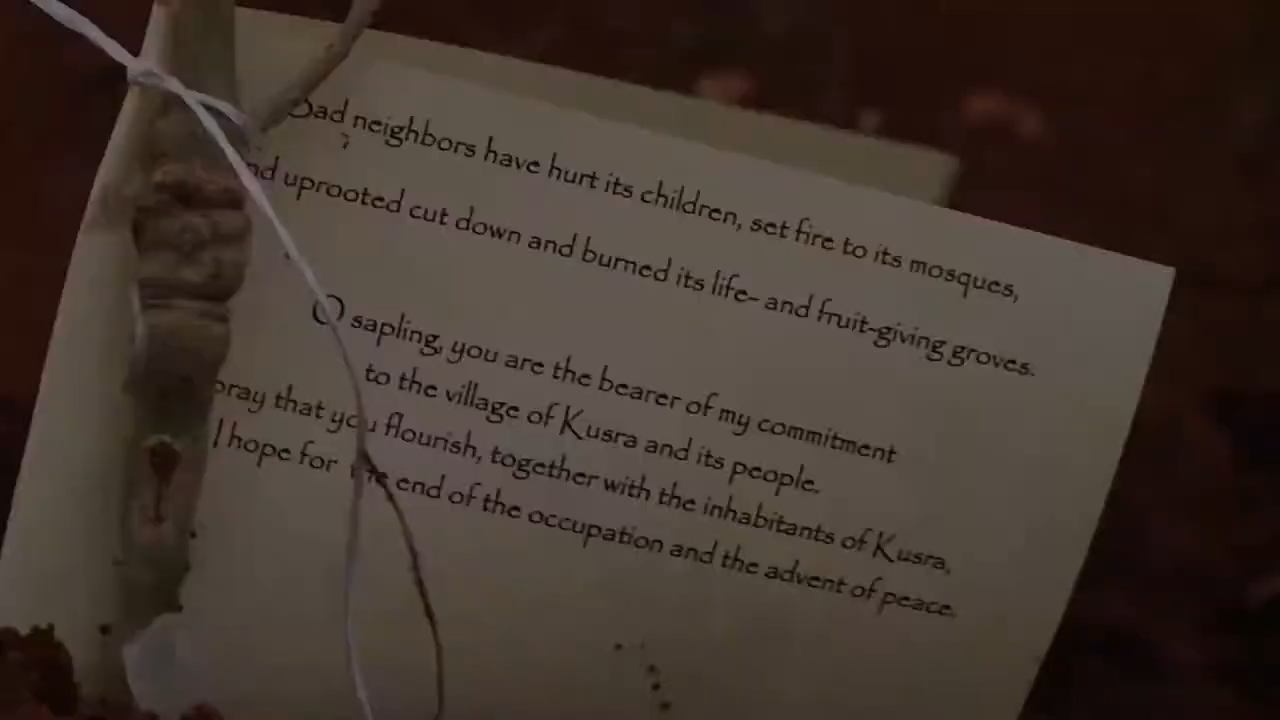 Bad neighbors have hurt its children, set fire to its mosques,
and uprooted cut down and burned its life- and fruit-giving groves.
O sapling, you are the bearer of my commitment
to the village of Kusra and its people.
pray that you flourish, together with the inhabitants of Kusra,
I hope for the end of the occupation and the advent of peace.